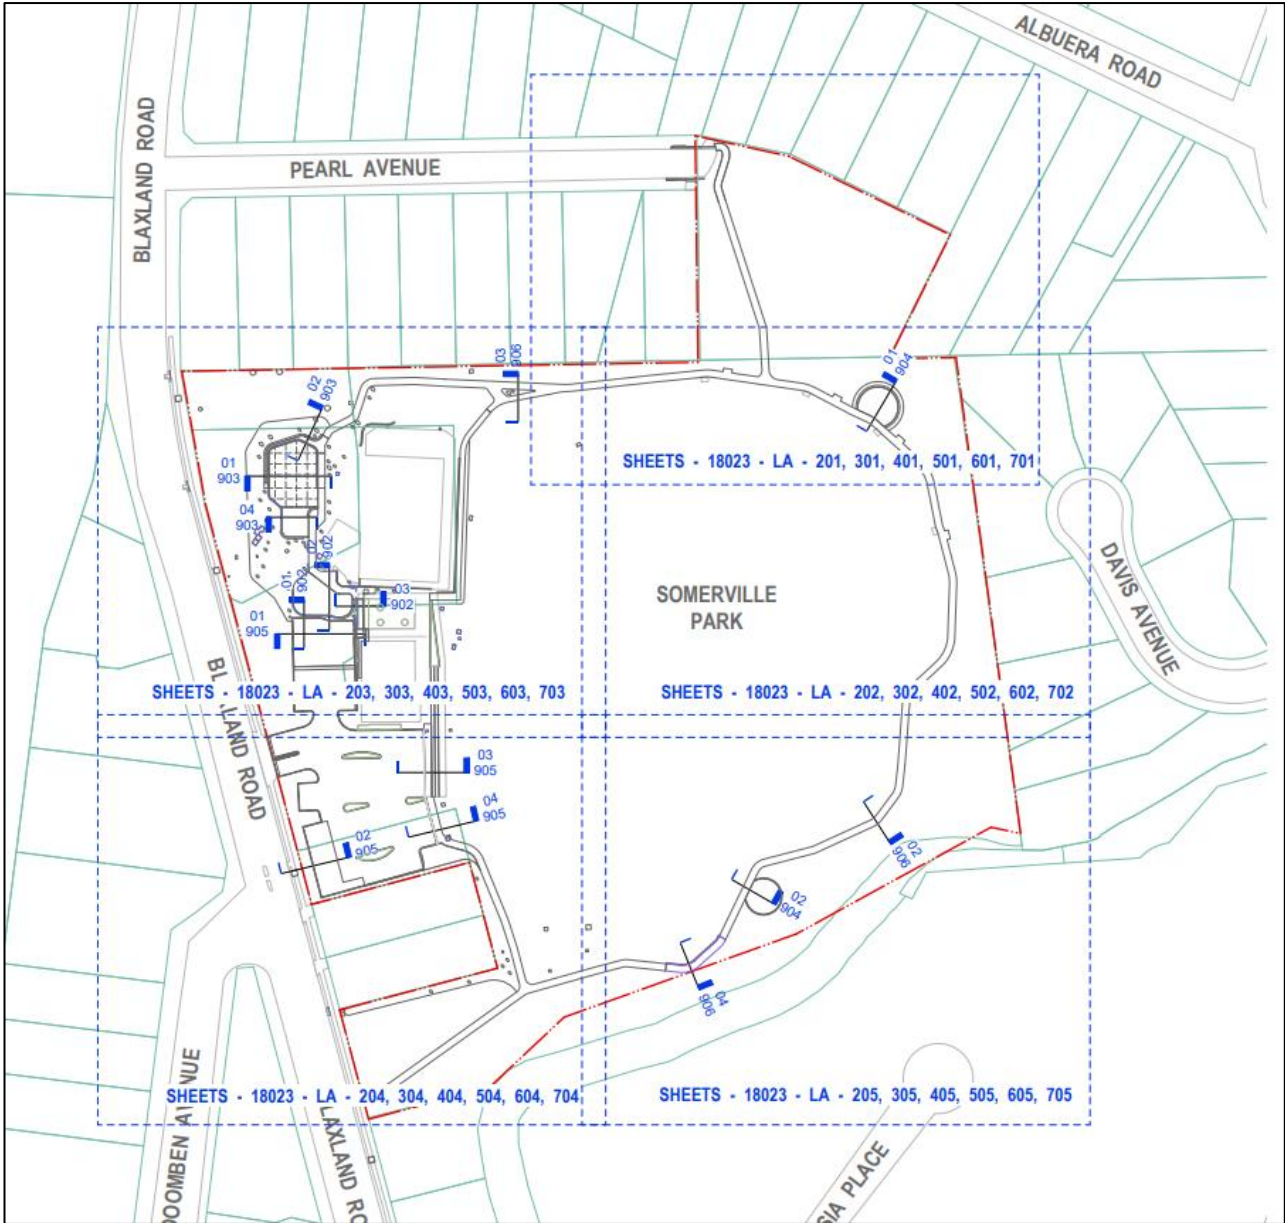 ALBUERA ROAD
BLAXLAND ROAD
PEARL AVENUE
03
906
01
904
02
903
SHEETS - 18023 - LA - 201, 301, 401, 501, 601, 701
01
903
04
903
02
902
01
902
03
902
01
905
SOMERVILLE
PARK
DAVIS AVENUE
SHEETS - 18023 - LA - 203, 303, 403, 503, 603, 703
SHEETS - 18023 - LA - 202, 302, 402, 502, 602, 702
BLAXLAND ROAD
03
905
04
905
02
905
02
906
02
904
04
906
SHEETS - 18023 - LA - 204, 304, 404, 504, 604, 704
SHEETS - 18023 - LA - 205, 305, 405, 505, 605, 705
DOOMBEN AVENUE
LAXLAND RO
SIA PLACE